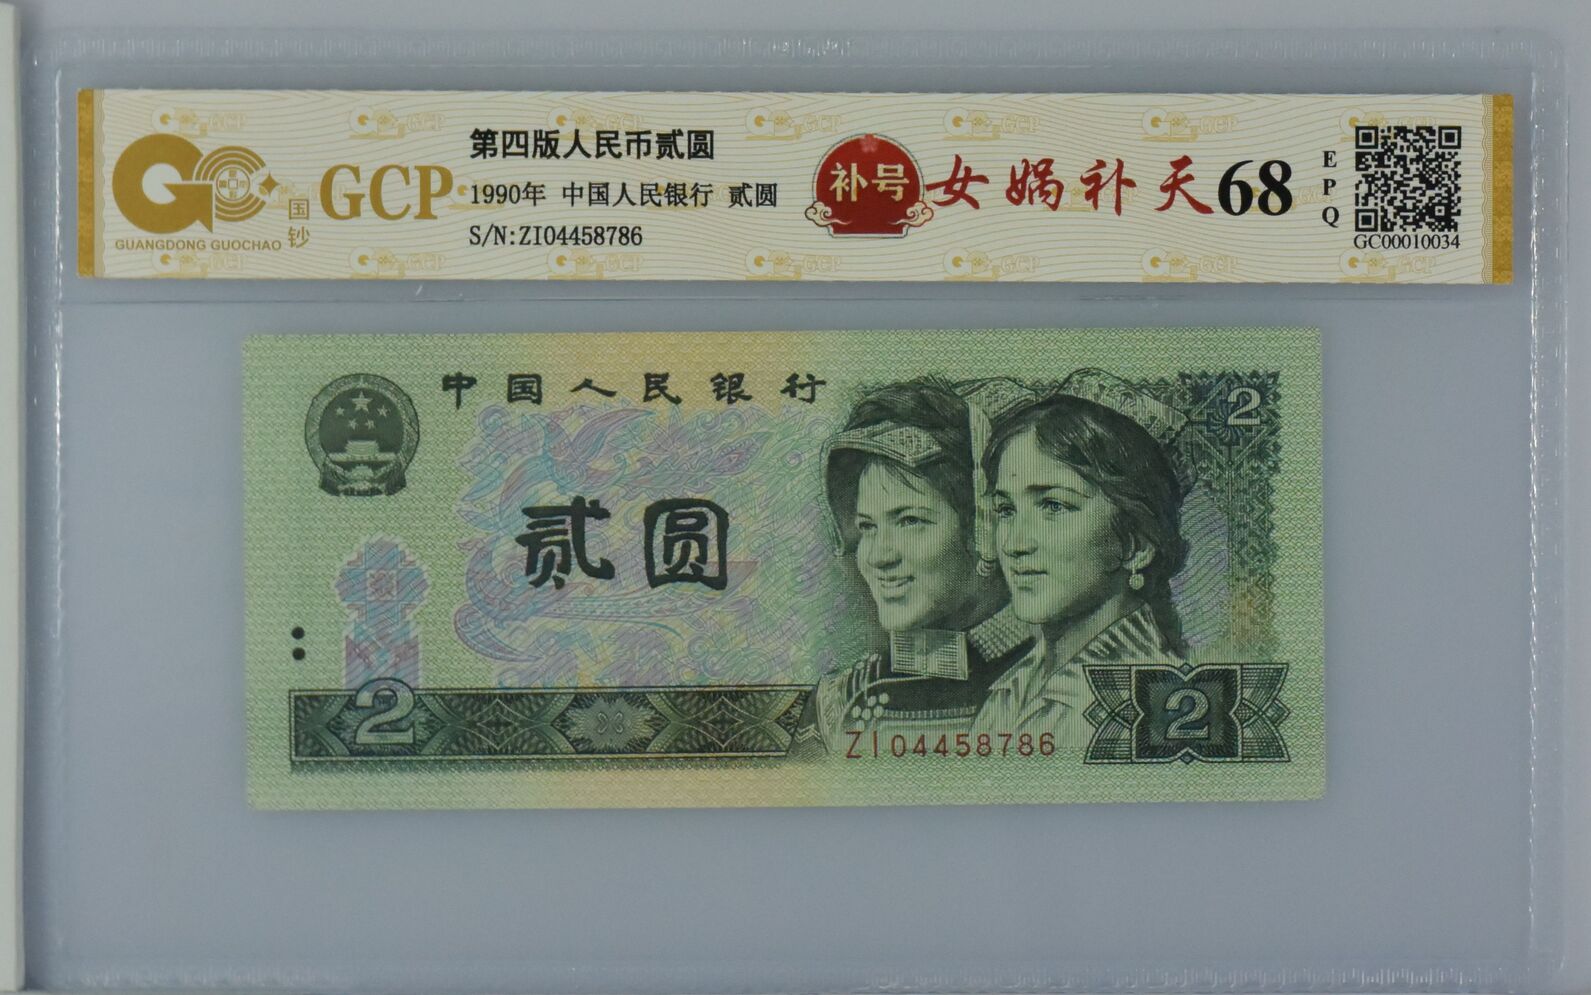 GUANGDONG GUOCHAO
国钞
GCP
第四版人民币贰圆
1990年 中国人民银行 贰圆
S/N:ZI04458786
补号
女娲补天
68
EPQ
GC00010034
中国人民银行
2
贰圆
2
2
ZI04458786